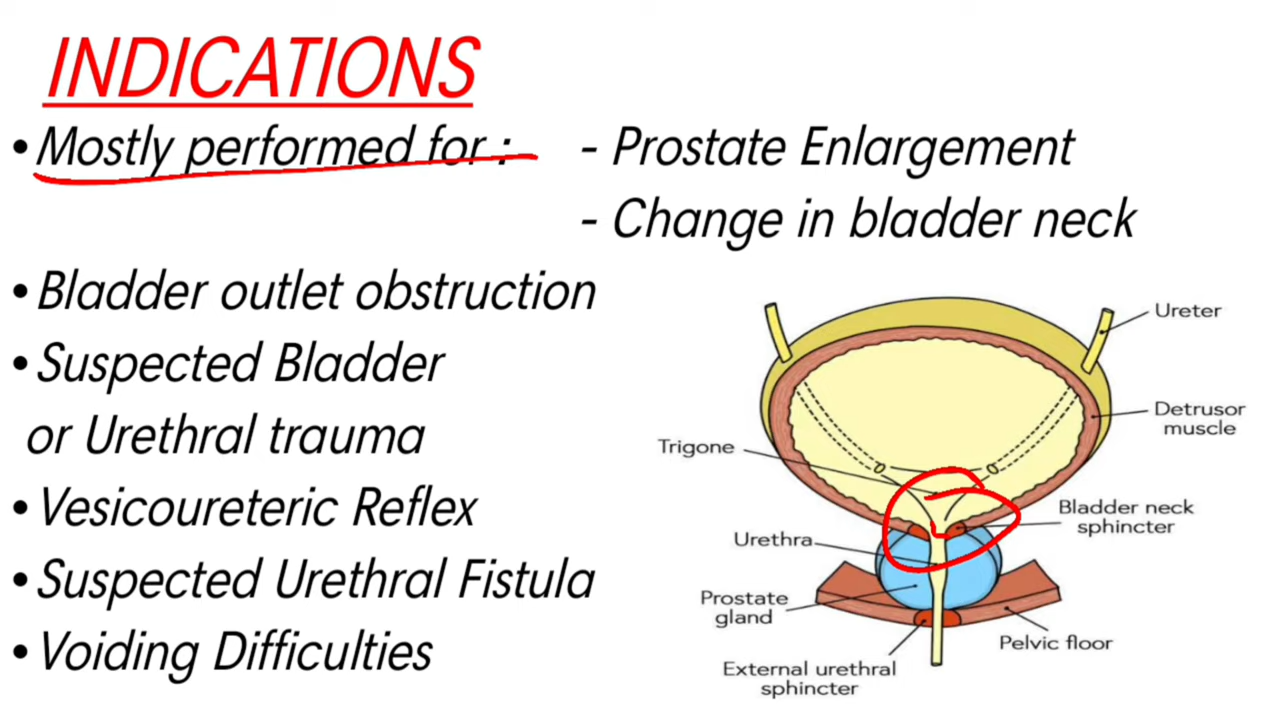 INDICATIONS
• Mostly performed for : - Prostate Enlargement
- Change in bladder neck
• Bladder outlet obstruction
• Suspected Bladder
or Urethral trauma
• Vesicoureteric Reflex
• Suspected Urethral Fistula
• Voiding Difficulties
Ureter
Detrusor
muscle
Trigone
Bladder neck
sphincter
Urethra
Prostate
gland
Pelvic floor
External urethral
sphincter